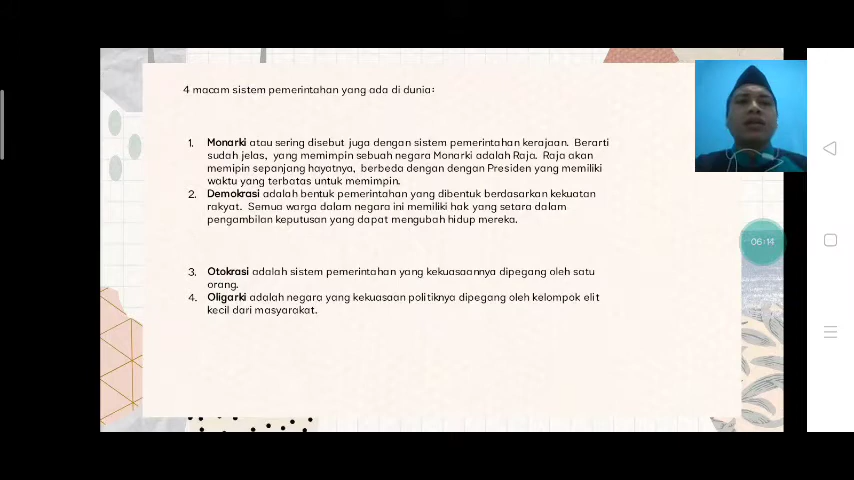 4 macam sistem pemerintahan yang ada di dunia:
1. Monarki atau sering disebut juga dengan sistem pemerintahan kerajaan. Berarti
sudah jelas, yang memimpin sebuah negara Monarki adalah Raja. Raja akan
memipin sepanjang hayatnya, berbeda dengan dengan Presiden yang memiliki
waktu yang terbatas untuk memimpin.
2. Demokrasi adalah bentuk pemerintahan yang dibentuk berdasarkan kekuatan
rakyat. Semua warga dalam negara ini memiliki hak yang setara dalam
pengambilan keputusan yang dapat mengubah hidup mereka.
3. Otokrasi adalah sistem pemerintahan yang kekuasaannya dipegang oleh satu
orang.
4. Oligarki adalah negara yang kekuasaan politiknya dipegang oleh kelompok elit
kecil dari masyarakat.
06:14